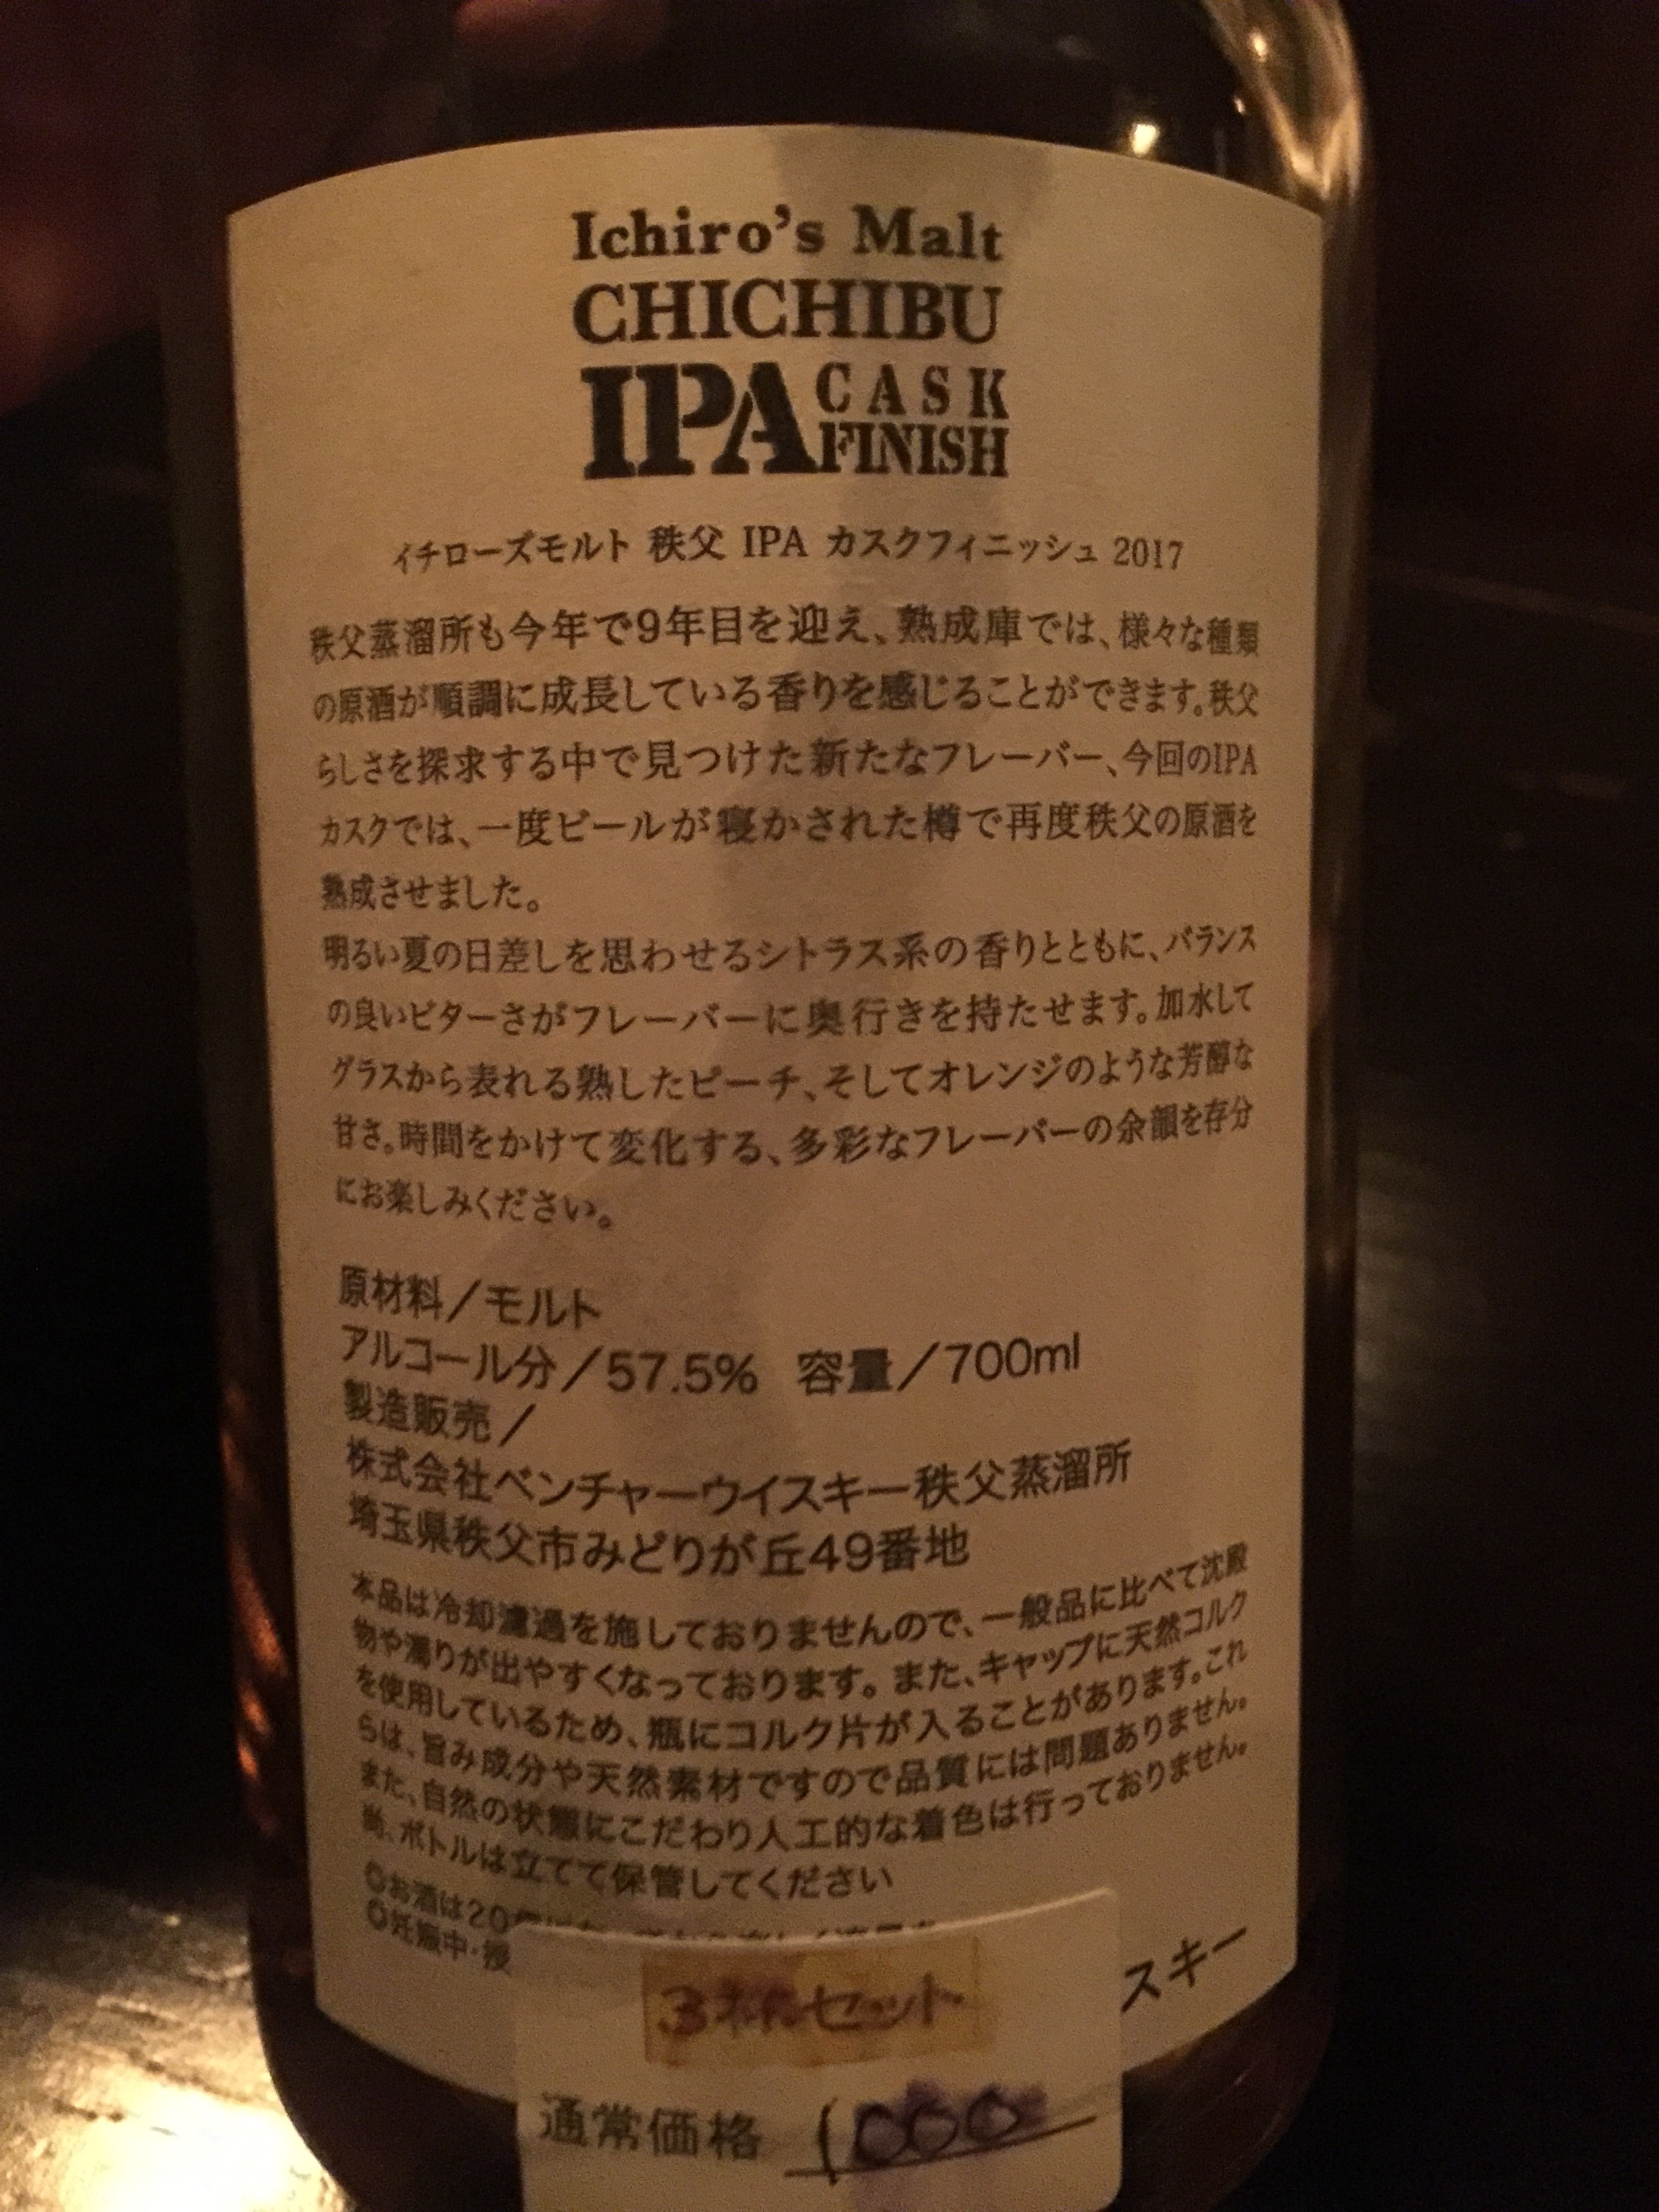 Ichiro's Malt
CHICHIBU
IPA CASK
FINISH
イチローズモルト 秩父 IPA カスクフィニッシュ 2017
秩父蒸溜所も今年で9年目を迎え、熟成庫では、様々な種類
の原酒が順調に成長している香りを感じることができます。秩父
らしさを探求する中で見つけた新たなフレーバー、今回のIPA
カスクでは、一度ビールが寝かされた樽で再度秩父の原酒を
熟成させました。
明るい夏の日差しを思わせるシトラス系の香りとともに、バランス
の良いビターさがフレーバーに奥行きを持たせます。加水して
グラスから表れる熟したピーチ、そしてオレンジのような芳醇な
甘さ。時間をかけて変化する、多彩なフレーバーの余韻を存分
にお楽しみください。
原材料／モルト
アルコール分／57.5% 容量／700ml
製造販売／
株式会社ベンチャーウイスキー秩父蒸溜所
埼玉県秩父市みどりが丘49番地
本品は冷却濾過を施しておりませんので、一般品に比べて沈殿
物や濁りが出やすくなっております。また、キャップに天然コルク
を使用しているため、瓶にコルク片が入ることがあります。これ
らは、旨み成分や天然素材ですので品質には問題ありません。
また、自然の状態にこだわり人工的な着色は行っておりません。
尚、ボトルは立てて保管してください
◎お酒は20
◎妊娠中・授
スキー
セット
通常価格 1000